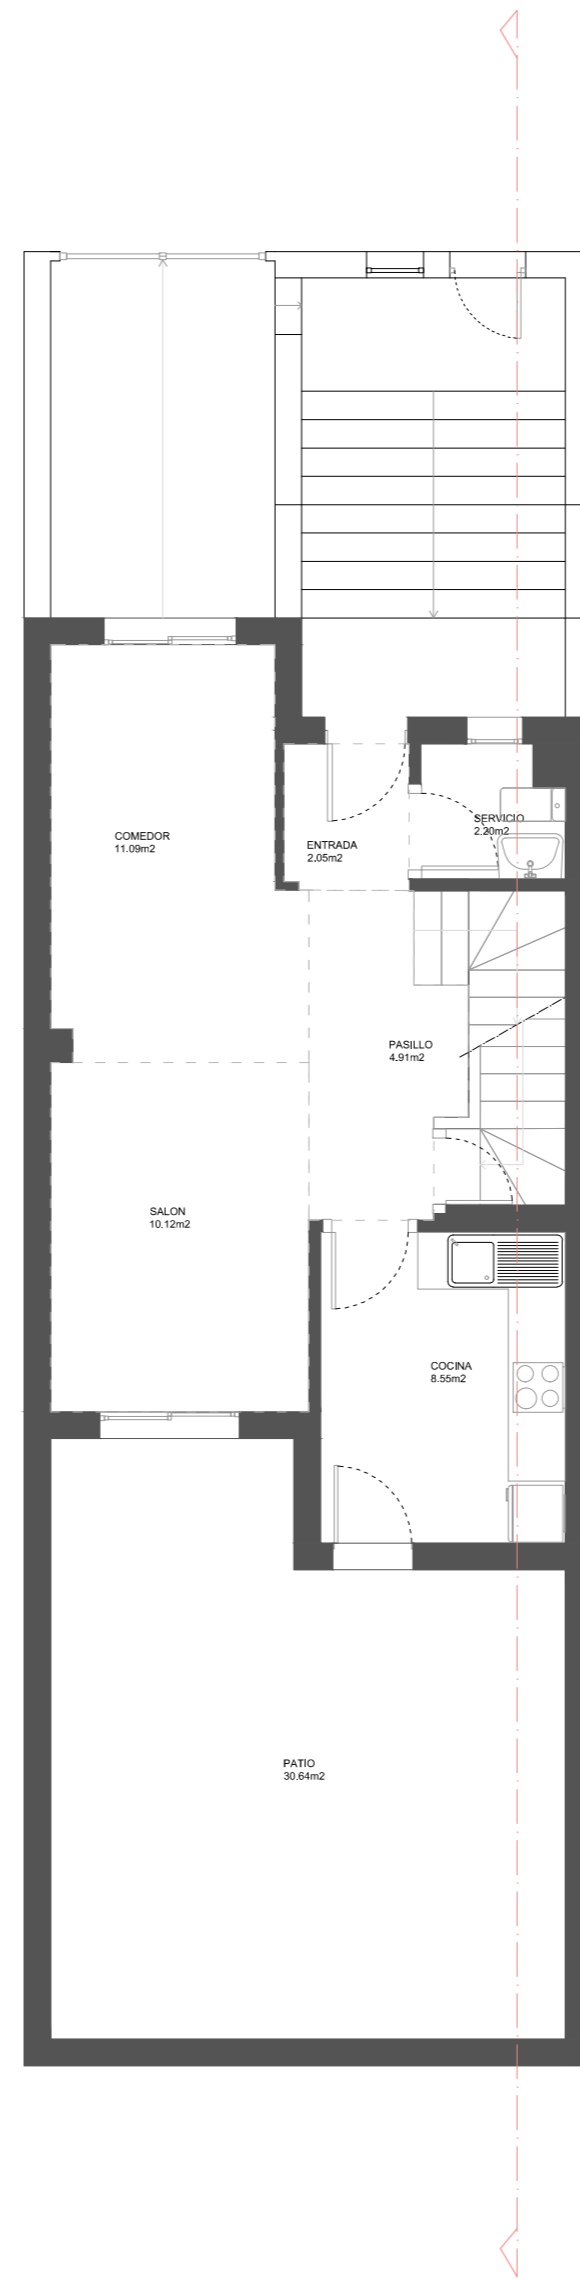 COMEDOR
11.09m2
ENTRADA
2.05m2
SERVICIO
2.20m2
PASILLO
4.91m2
SALON
10.12m2
COCINA
8.55m2
PATIO
30.64m2